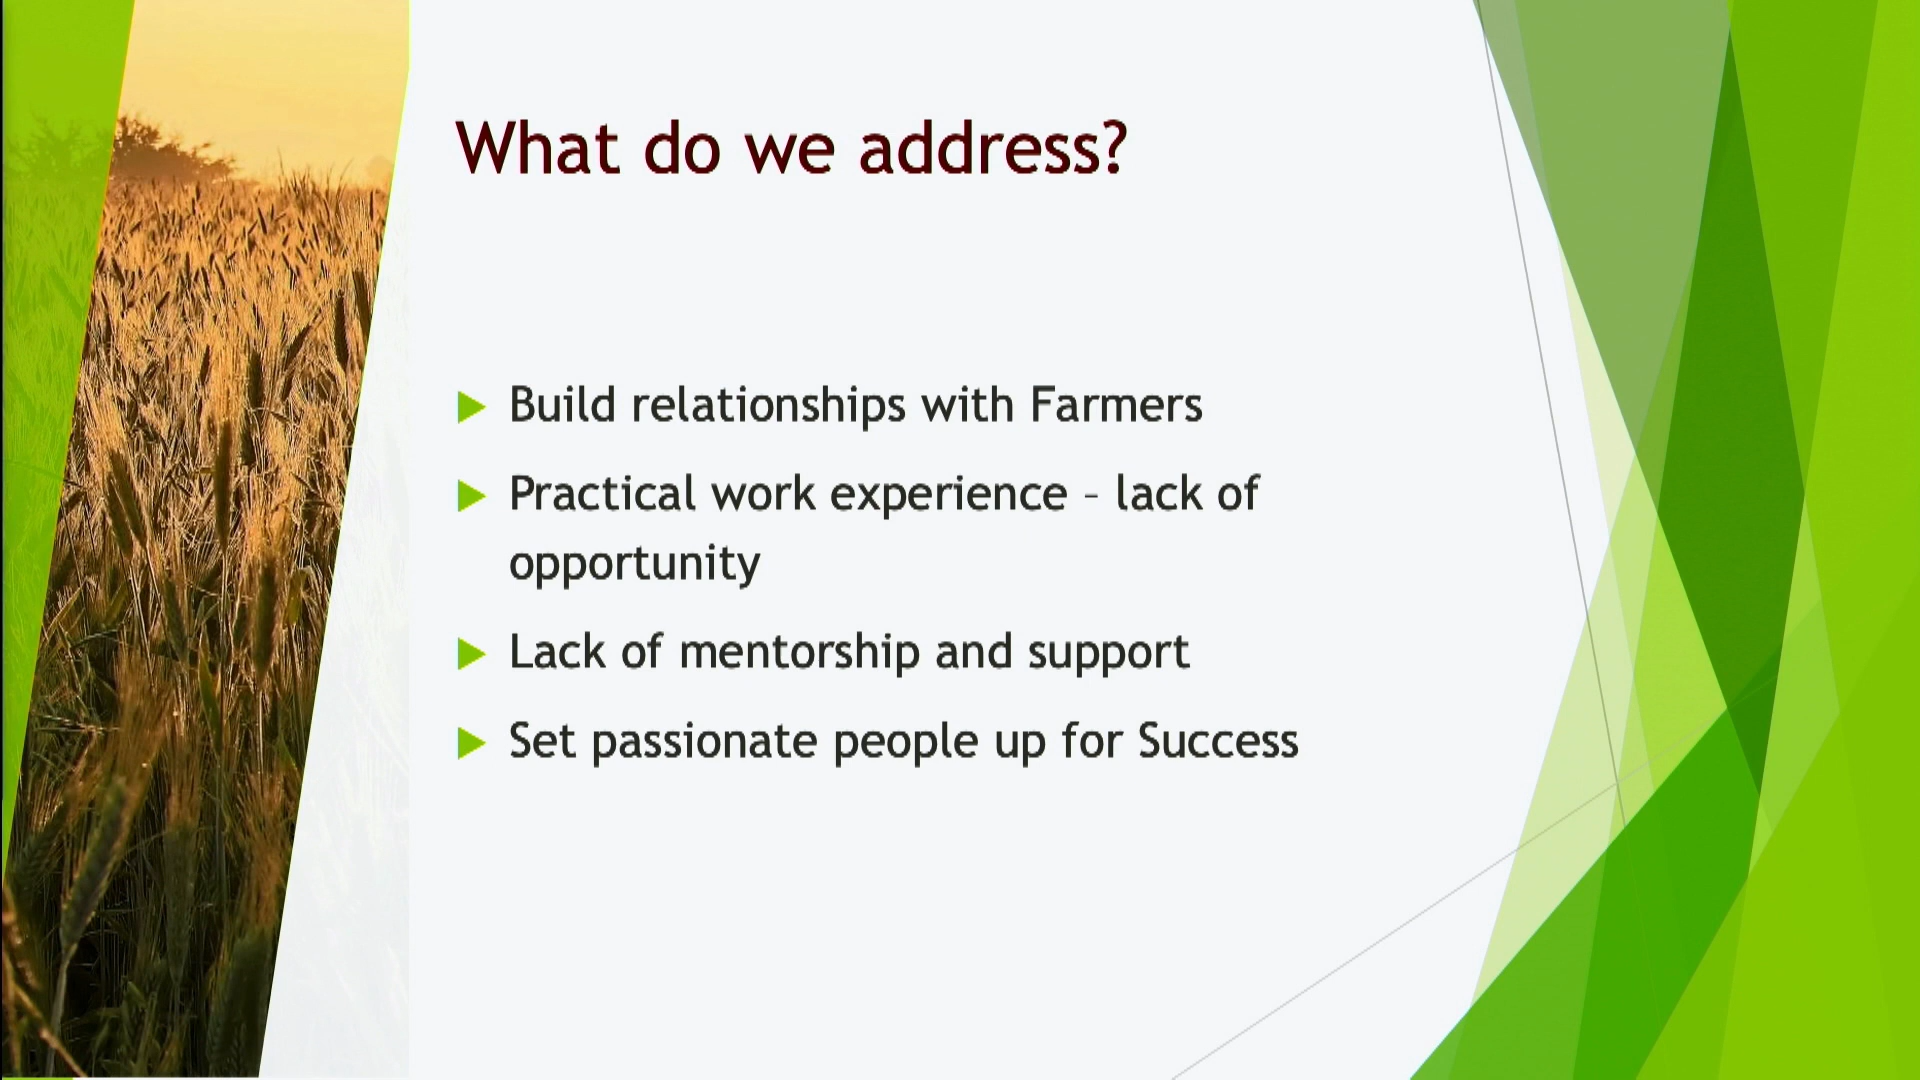 What do we address?
Build relationships with Farmers
Practical work experience – lack of
opportunity
Lack of mentorship and support
Set passionate people up for Success